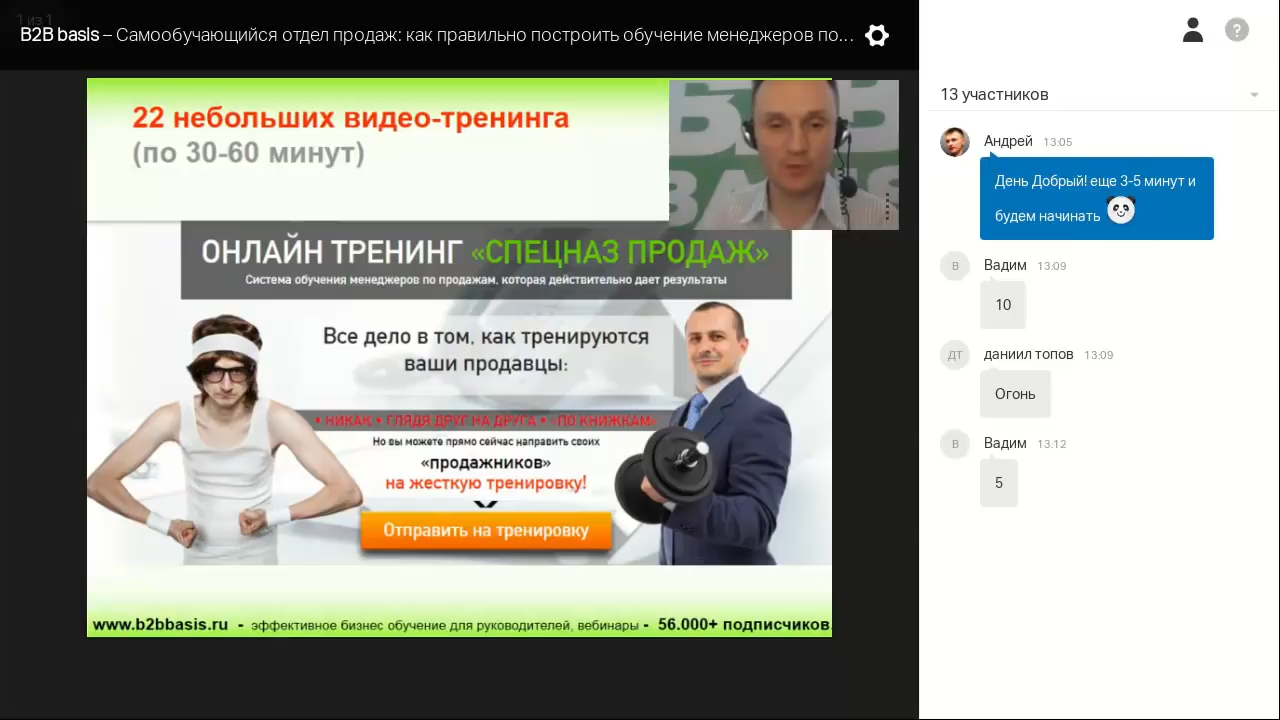 1 из 1
B2B basis – Самообучающийся отдел продаж: как правильно построить обучение менеджеров по...
22 небольших видео-тренинга
(по 30-60 минут)
ОНЛАЙН ТРЕНИНГ «СПЕЦНАЗ ПРОДАЖ»
Система обучения менеджеров по продажам, которая действительно дает результаты
Все дело в том, как тренируются
ваши продавцы:
• НИКАК • ГЛЯДЯ ДРУГ НА ДРУГА • «ПО КНИЖКАМ»
Но вы можете прямо сейчас направить своих
«продажников»
на жесткую тренировку!
Отправить на тренировку
www.b2bbasis.ru - эффективное бизнес обучение для руководителей, вебинары - 56.000+ подписчиков
?
13 участников
Андрей 13:05
День Добрый! еще 3-5 минут и
будем начинать
В
Вадим 13:09
10
ДТ
даниил топов 13:09
Огонь
В
Вадим 13:12
5